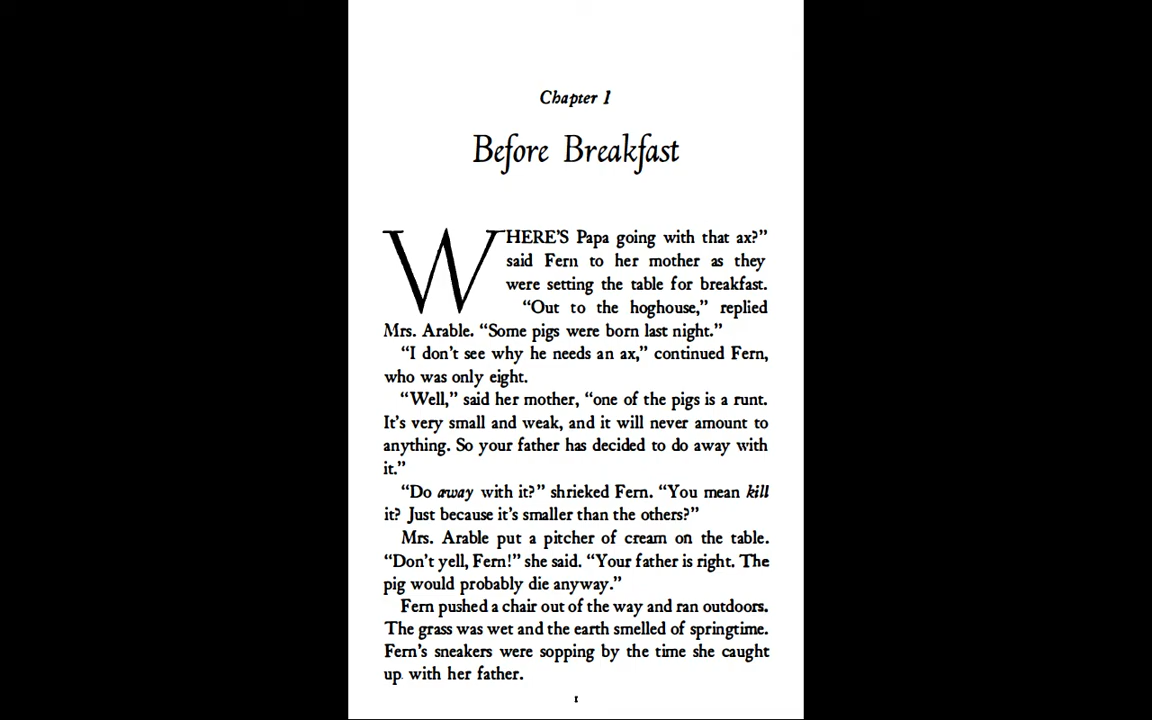 Chapter 1
Before Breakfast
WHERE'S Papa going with that ax?”
said Fern to her mother as they
were setting the table for breakfast.
“Out to the hoghouse,” replied
Mrs. Arable. “Some pigs were born last night.”
“I don't see why he needs an ax,” continued Fern,
who was only eight.
“Well,” said her mother, “one of the pigs is a runt.
It's very small and weak, and it will never amount to
anything. So your father has decided to do away with
it.”
“Do away with it?” shrieked Fern. “You mean kill
it? Just because it's smaller than the others?”
Mrs. Arable put a pitcher of cream on the table.
“Don't yell, Fern!” she said. “Your father is right. The
pig would probably die anyway.”
Fern pushed a chair out of the way and ran outdoors.
The grass was wet and the earth smelled of springtime.
Fern's sneakers were sopping by the time she caught
up with her father.
1